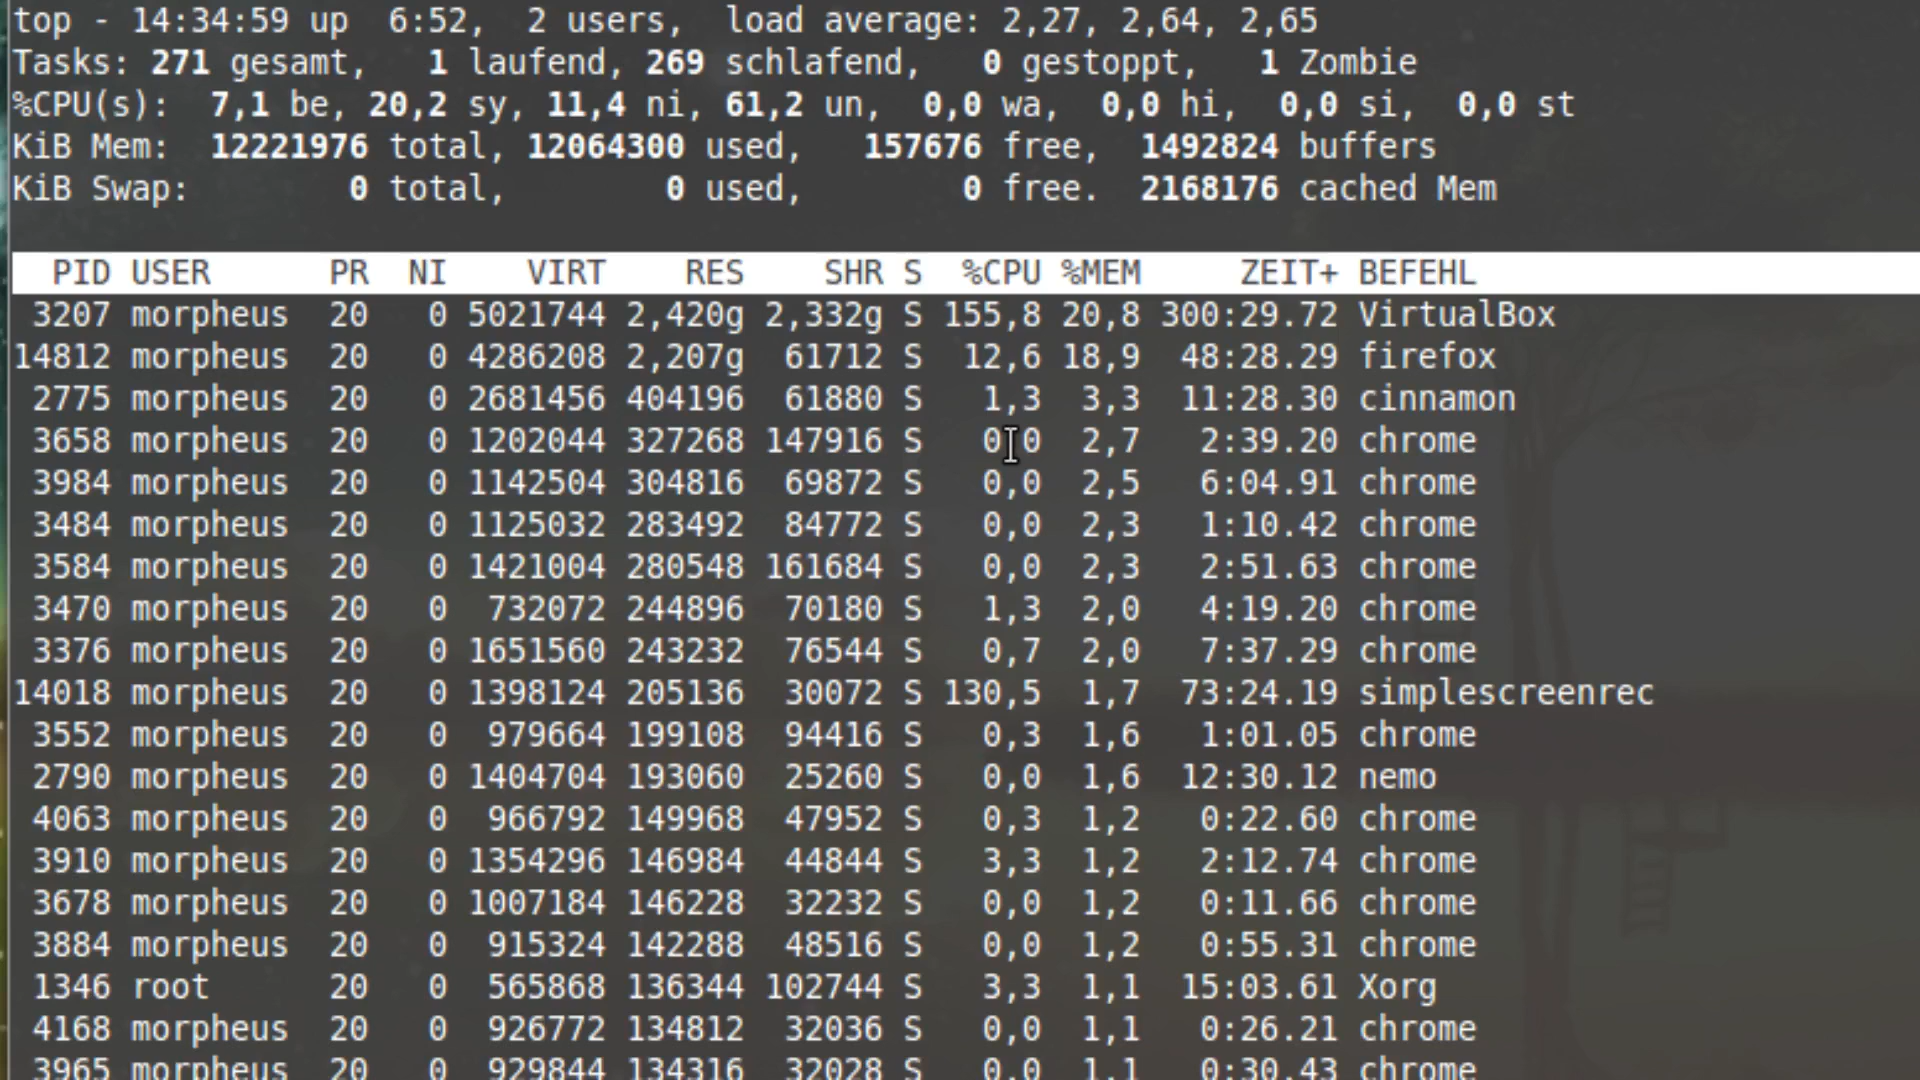 top - 14:34:59 up  6:52,  2 users,  load average: 2,27, 2,64, 2,65
Tasks: 271 gesamt,   1 laufend, 269 schlafend,   0 gestoppt,   1 Zombie
%CPU(s):  7,1 be, 20,2 sy, 11,4 ni, 61,2 un,  0,0 wa,  0,0 hi,  0,0 si,  0,0 st
KiB Mem:  12221976 total, 12064300 used,   157676 free,  1492824 buffers
KiB Swap:        0 total,        0 used,        0 free.  2168176 cached Mem
PID USER PR NI VIRT RES SHR S %CPU %MEM ZEIT+ BEFEHL
3207 morpheus 20 0 5021744 2,420g 2,332g S 155,8 20,8 300:29.72 VirtualBox
14812 morpheus 20 0 4286208 2,207g 61712 S 12,6 18,9 48:28.29 firefox
2775 morpheus 20 0 2681456 404196 61880 S 1,3 3,3 11:28.30 cinnamon
3658 morpheus 20 0 1202044 327268 147916 S 0,0 2,7 2:39.20 chrome
3984 morpheus 20 0 1142504 304816 69872 S 0,0 2,5 6:04.91 chrome
3484 morpheus 20 0 1125032 283492 84772 S 0,0 2,3 1:10.42 chrome
3584 morpheus 20 0 1421004 280548 161684 S 0,0 2,3 2:51.63 chrome
3470 morpheus 20 0 732072 244896 70180 S 1,3 2,0 4:19.20 chrome
3376 morpheus 20 0 1651560 243232 76544 S 0,7 2,0 7:37.29 chrome
14018 morpheus 20 0 1398124 205136 30072 S 130,5 1,7 73:24.19 simplescreenrec
3552 morpheus 20 0 979664 199108 94416 S 0,3 1,6 1:01.05 chrome
2790 morpheus 20 0 1404704 193060 25260 S 0,0 1,6 12:30.12 nemo
4063 morpheus 20 0 966792 149968 47952 S 0,3 1,2 0:22.60 chrome
3910 morpheus 20 0 1354296 146984 44844 S 3,3 1,2 2:12.74 chrome
3678 morpheus 20 0 1007184 146228 32232 S 0,0 1,2 0:11.66 chrome
3884 morpheus 20 0 915324 142288 48516 S 0,0 1,2 0:55.31 chrome
1346 root 20 0 565868 136344 102744 S 3,3 1,1 15:03.61 Xorg
4168 morpheus 20 0 926772 134812 32036 S 0,0 1,1 0:26.21 chrome
3965 morpheus 20 0 929844 134316 32028 S 0,0 1,1 0:30.43 chrome